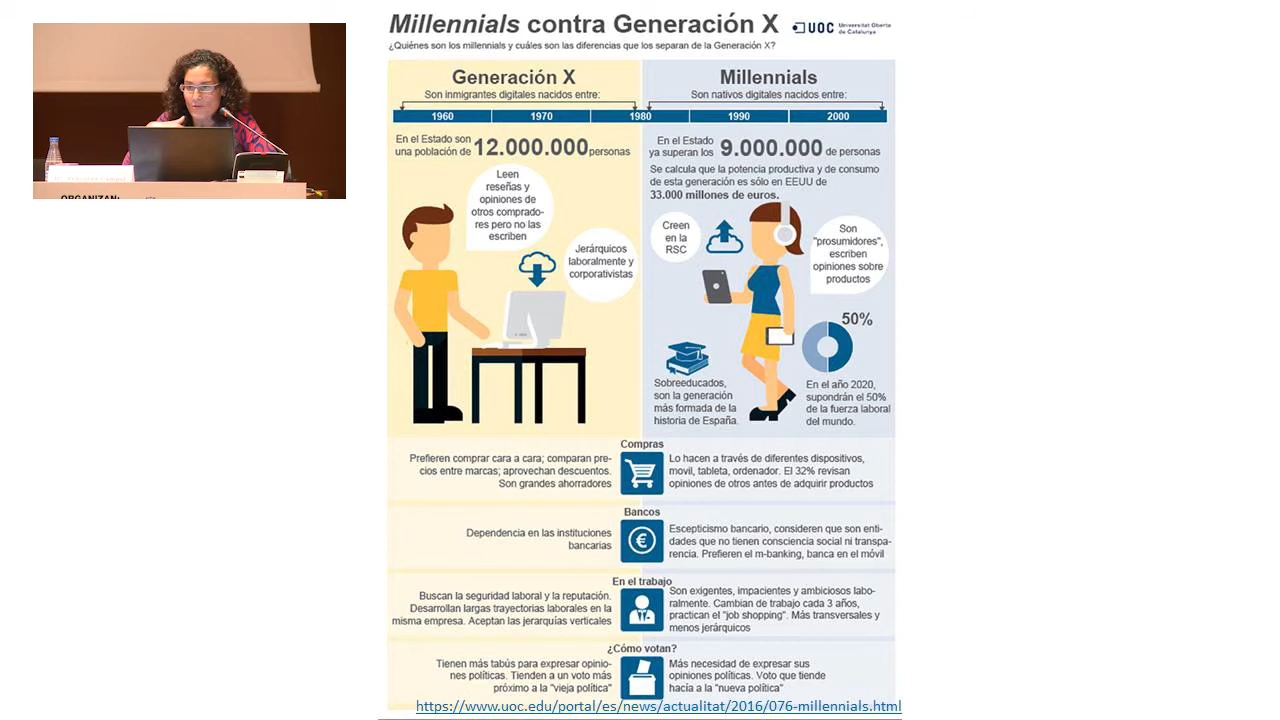 Millennials contra Generación X
UOC Universitat Oberta
de Catalunya
¿Quiénes son los millennials y cuáles son las diferencias que los separan de la Generación X?
Generación X
Son inmigrantes digitales nacidos entre:
Millennials
Son nativos digitales nacidos entre:
1960 1970 1980 1990 2000
En el Estado son
una población de 12.000.000 personas
En el Estado
ya superan los 9.000.000 de personas
Se calcula que la potencia productiva y de consumo
de esta generación es sólo en EEUU de
33.000 millones de euros.
Leen
reseñas y
opiniones de
otros comprado-
res pero no las
escriben
Jerárquicos
laboralmente y
corporativistas
Creen
en la
RSC
Son
"prosumidores",
escriben
opiniones sobre
productos
50%
Sobreeducados,
son la generación
más formada de la
historia de España.
En el año 2020,
supondrán el 50%
de la fuerza laboral
del mundo.
Compras
Prefieren comprar cara a cara; comparan pre-
cios entre marcas; aprovechan descuentos.
Son grandes ahorradores
Lo hacen a través de diferentes dispositivos,
movil, tableta, ordenador. El 32% revisan
opiniones de otros antes de adquirir productos
Bancos
Dependencia en las instituciones
bancarias
Escepticismo bancario, consideren que son enti-
dades que no tienen consciencia social ni transpa-
rencia. Prefieren el m-banking, banca en el móvil
En el trabajo
Buscan la seguridad laboral y la reputación.
Desarrollan largas trayectorias laborales en la
misma empresa. Aceptan las jerarquías verticales
Son exigentes, impacientes y ambiciosos labo-
ralmente. Cambian de trabajo cada 3 años,
practican el "job shopping". Más transversales y
menos jerárquicos
¿Cómo votan?
Tienen más tabús para expresar opinio-
nes políticas. Tienden a un voto más
próximo a la "vieja política"
Más necesidad de expresar sus
opiniones políticas. Voto que tiende
hacía a la "nueva política"
https://www.uoc.edu/portal/es/news/actualitat/2016/076-millennials.html
ORGANIZAN: